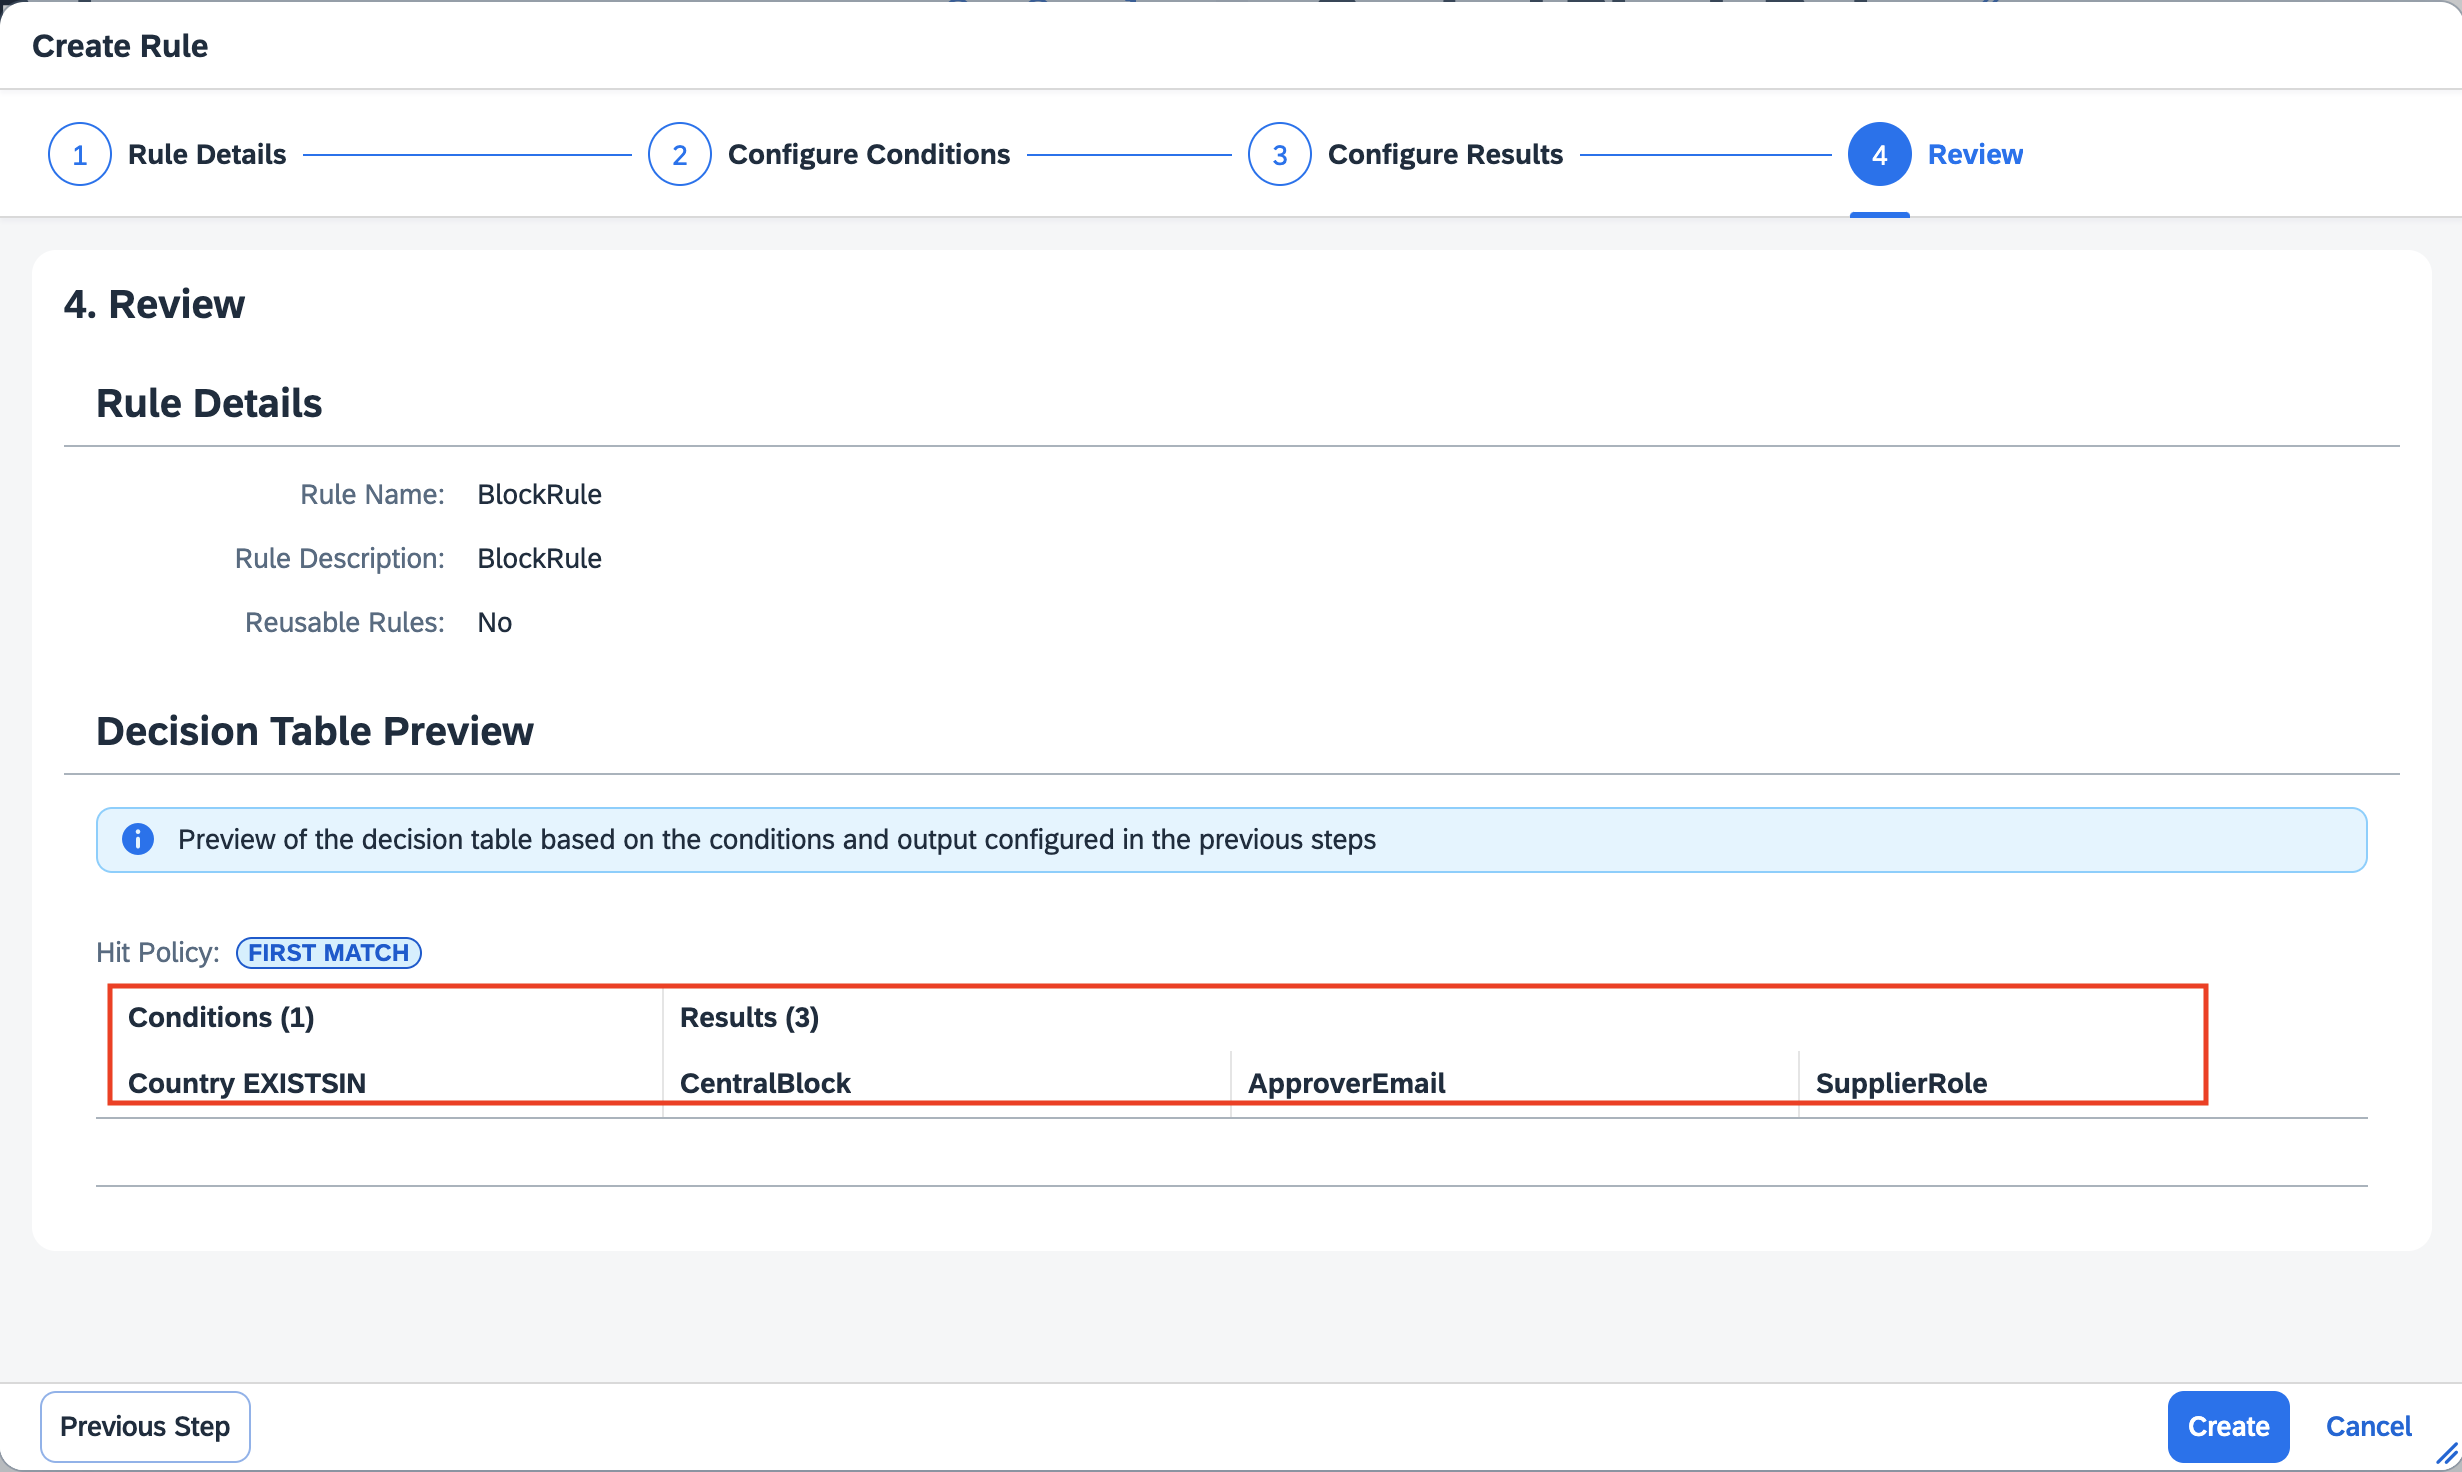 Create Rule
1 Rule Details 2 Configure Conditions 3 Configure Results 4 Review
4. Review
Rule Details
Rule Name: BlockRule
Rule Description: BlockRule
Reusable Rules: No
Decision Table Preview
Preview of the decision table based on the conditions and output configured in the previous steps
Hit Policy: FIRST MATCH
Conditions (1) Results (3)
Country EXISTSIN CentralBlock ApproverEmail SupplierRole
Previous Step Create Cancel